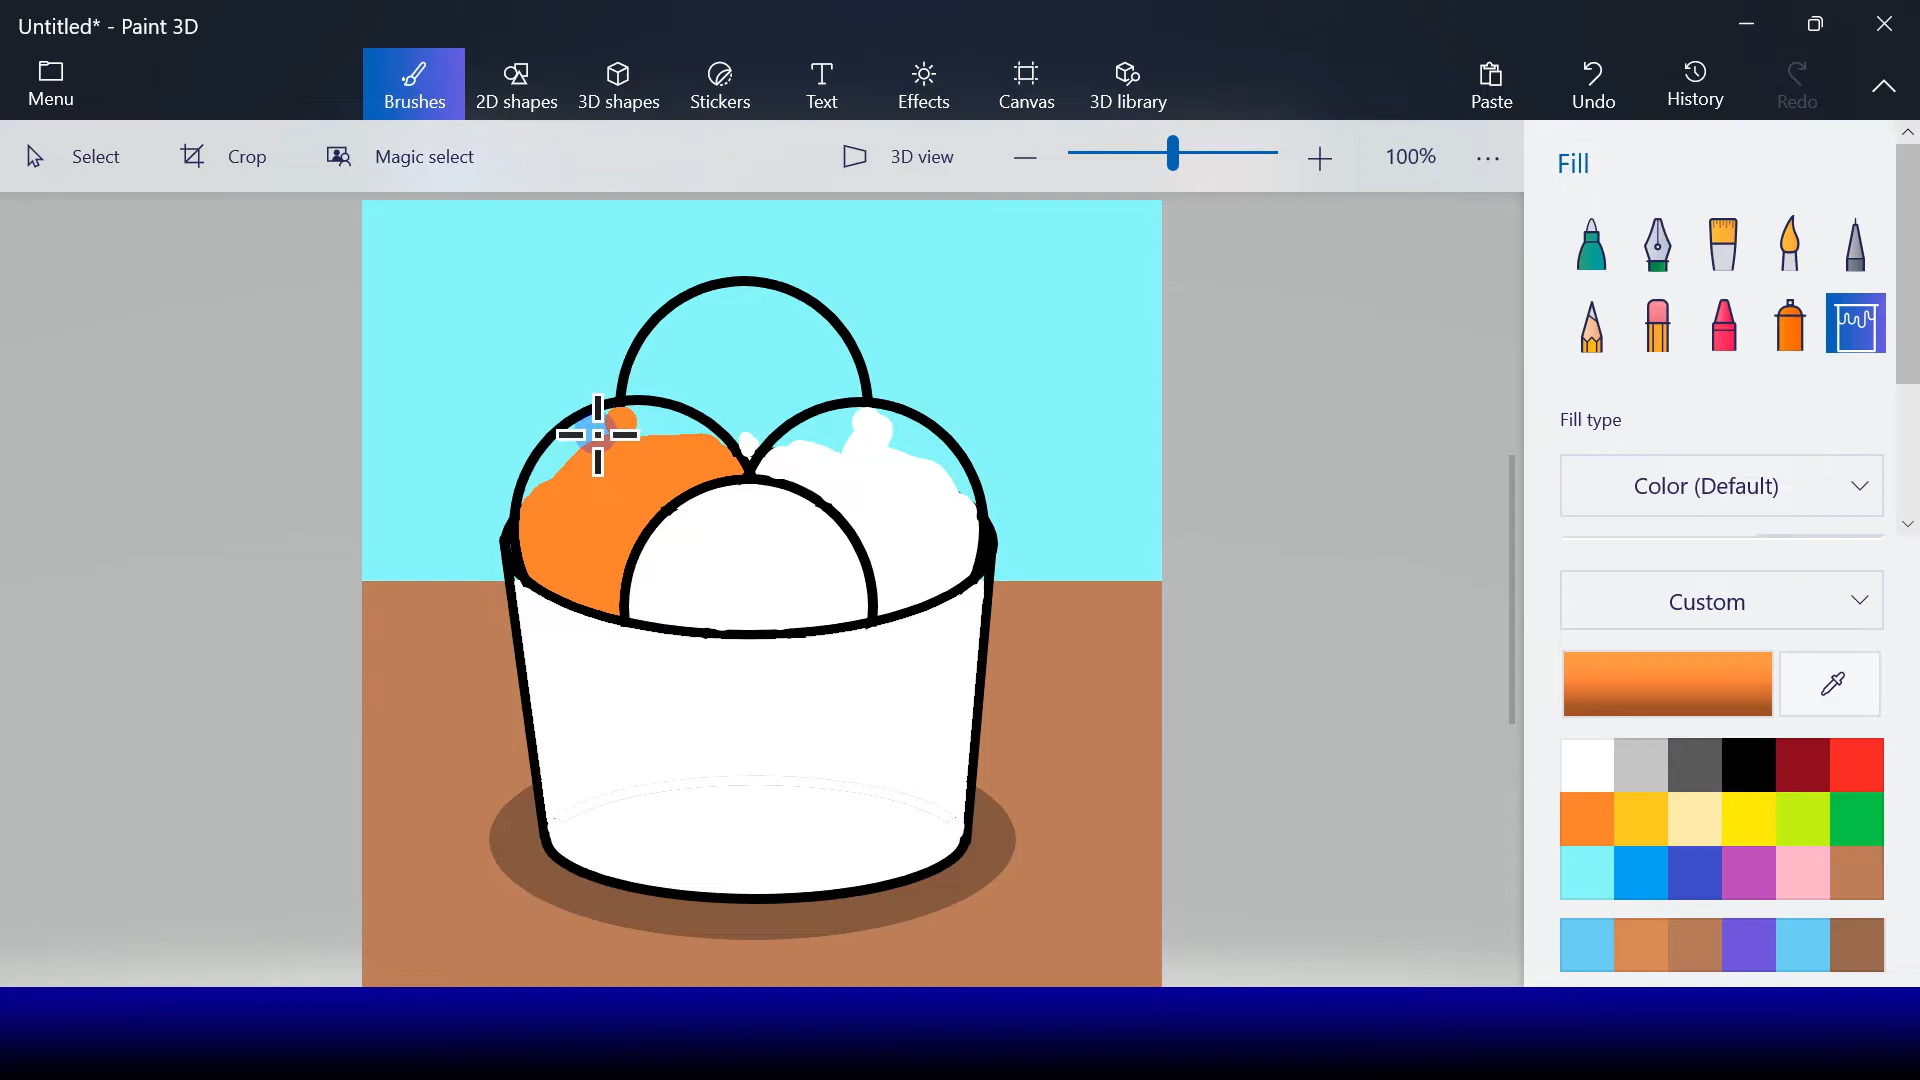 Untitled* - Paint 3D
Menu
Brushes
2D shapes
3D shapes
Stickers
Text
Effects
Canvas
3D library
Paste
Undo
History
Redo
Select
Crop
Magic select
3D view
100%
Fill
Fill type
Color (Default)
Custom